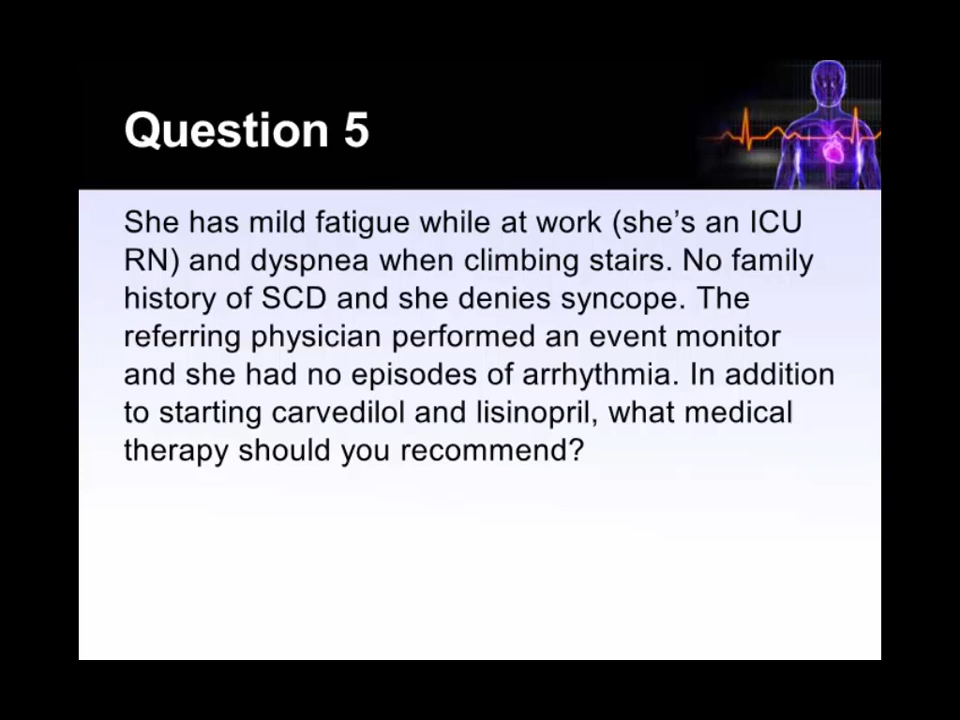 Question 5
She has mild fatigue while at work (she’s an ICU
RN) and dyspnea when climbing stairs. No family
history of SCD and she denies syncope. The
referring physician performed an event monitor
and she had no episodes of arrhythmia. In addition
to starting carvedilol and lisinopril, what medical
therapy should you recommend?